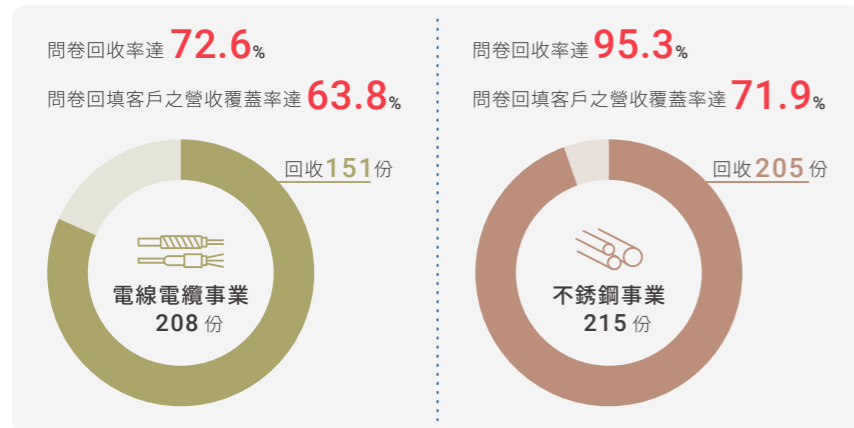 問卷回收率達 72.6%
問卷回填客戶之營收覆蓋率達 63.8%
回收151份
電線電纜事業
208 份
問卷回收率達 95.3%
問卷回填客戶之營收覆蓋率達 71.9%
回收205份
不銹鋼事業
215 份